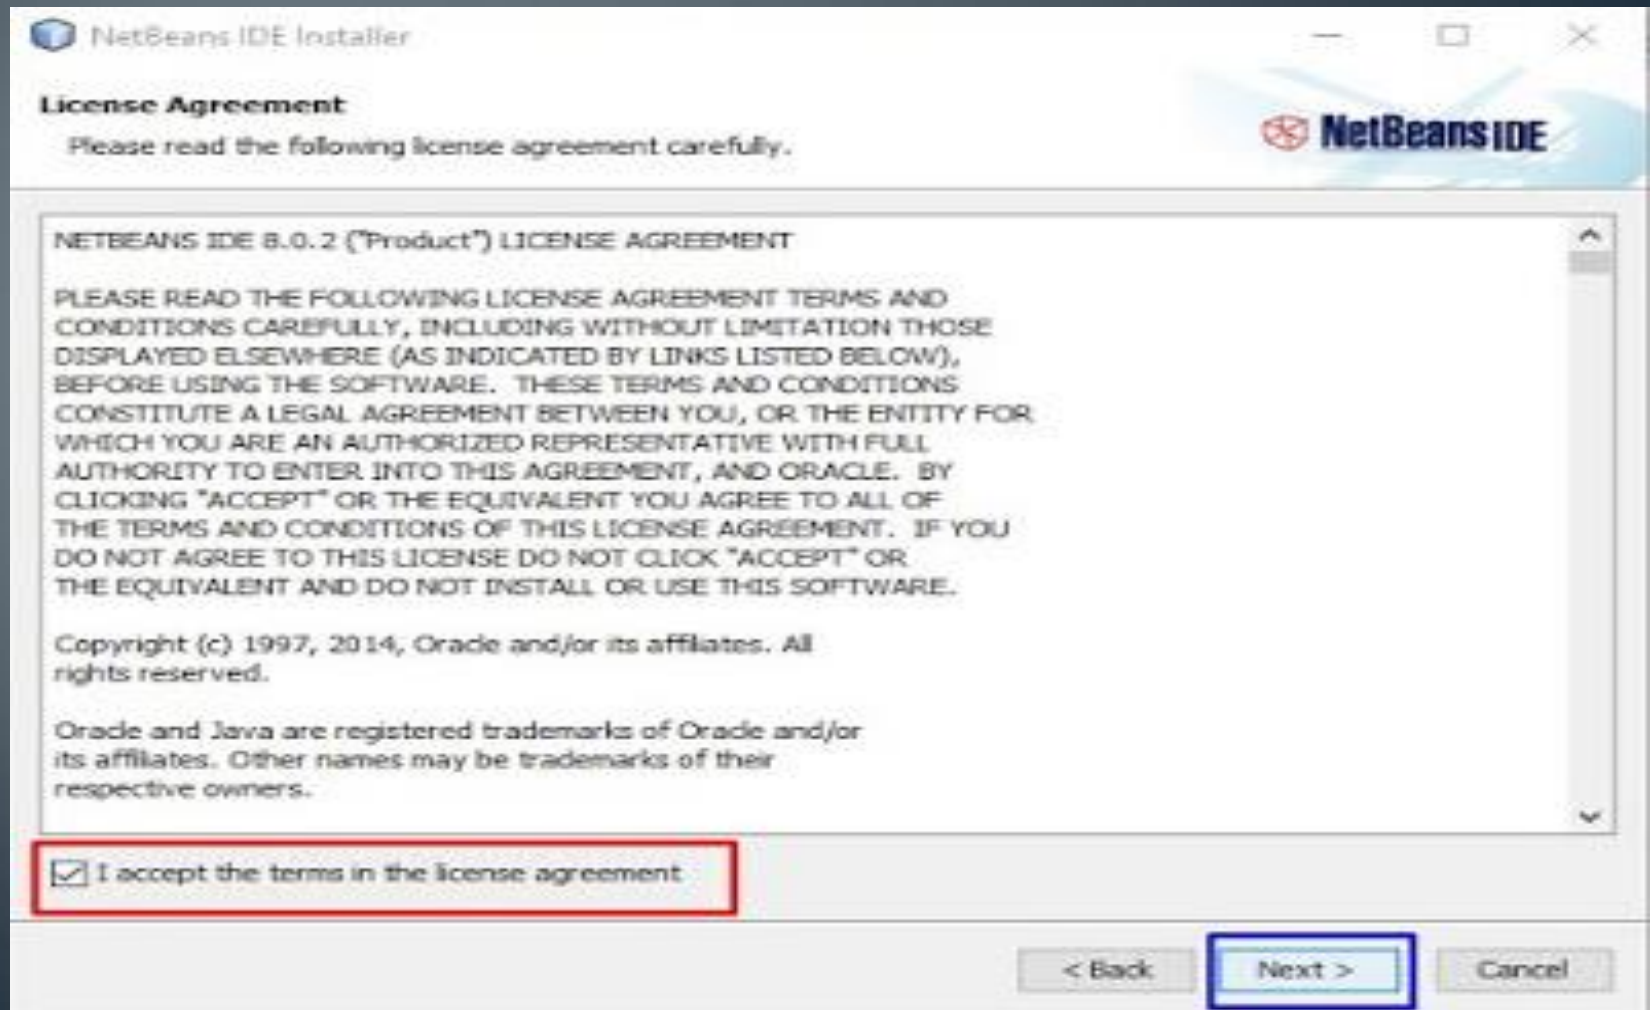 NetBeans IDE Installer
License Agreement
Please read the following license agreement carefully.
NetBeans IDE
NETBEANS IDE 8.0.2 ("Product") LICENSE AGREEMENT
PLEASE READ THE FOLLOWING LICENSE AGREEMENT TERMS AND
CONDITIONS CAREFULLY, INCLUDING WITHOUT LIMITATION THOSE
DISPLAYED ELSEWHERE (AS INDICATED BY LINKS LISTED BELOW),
BEFORE USING THE SOFTWARE.  THESE TERMS AND CONDITIONS
CONSTITUTE A LEGAL AGREEMENT BETWEEN YOU, OR THE ENTITY FOR
WHICH YOU ARE AN AUTHORIZED REPRESENTATIVE WITH FULL
AUTHORITY TO ENTER INTO THIS AGREEMENT, AND ORACLE.  BY
CLICKING "ACCEPT" OR THE EQUIVALENT YOU AGREE TO ALL OF
THE TERMS AND CONDITIONS OF THIS LICENSE AGREEMENT.  IF YOU
DO NOT AGREE TO THIS LICENSE DO NOT CLICK "ACCEPT" OR
THE EQUIVALENT AND DO NOT INSTALL OR USE THIS SOFTWARE.
Copyright (c) 1997, 2014, Oracle and/or its affiliates. All
rights reserved.
Oracle and Java are registered trademarks of Oracle and/or
its affiliates. Other names may be trademarks of their
respective owners.
I accept the terms in the license agreement
< Back
Next >
Cancel